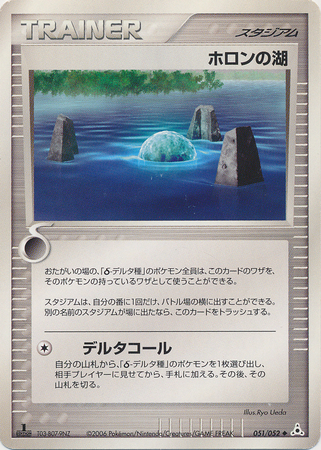 TRAINER
スタジアム
ホロンの湖
おたがいの場の、「δ-デルタ種」のポケモン全員は、このカードのワザを、
そのポケモンの持っているワザとして使うことができる。
スタジアムは、自分の番に1回だけ、バトル場の横に出すことができる。
別の名前のスタジアムが場に出たなら、このカードをトラッシュする。
デルタコール
自分の山札から、「δ-デルタ種」のポケモンを1枚選び出し、
相手プレイヤーに見せてから、手札に加える。その後、その
山札を切る。
Illus.Ryo Ueda
1
T03-B07-9NZ
©2006 Pokémon/Nintendo/Creatures/GAME FREAK
051/052